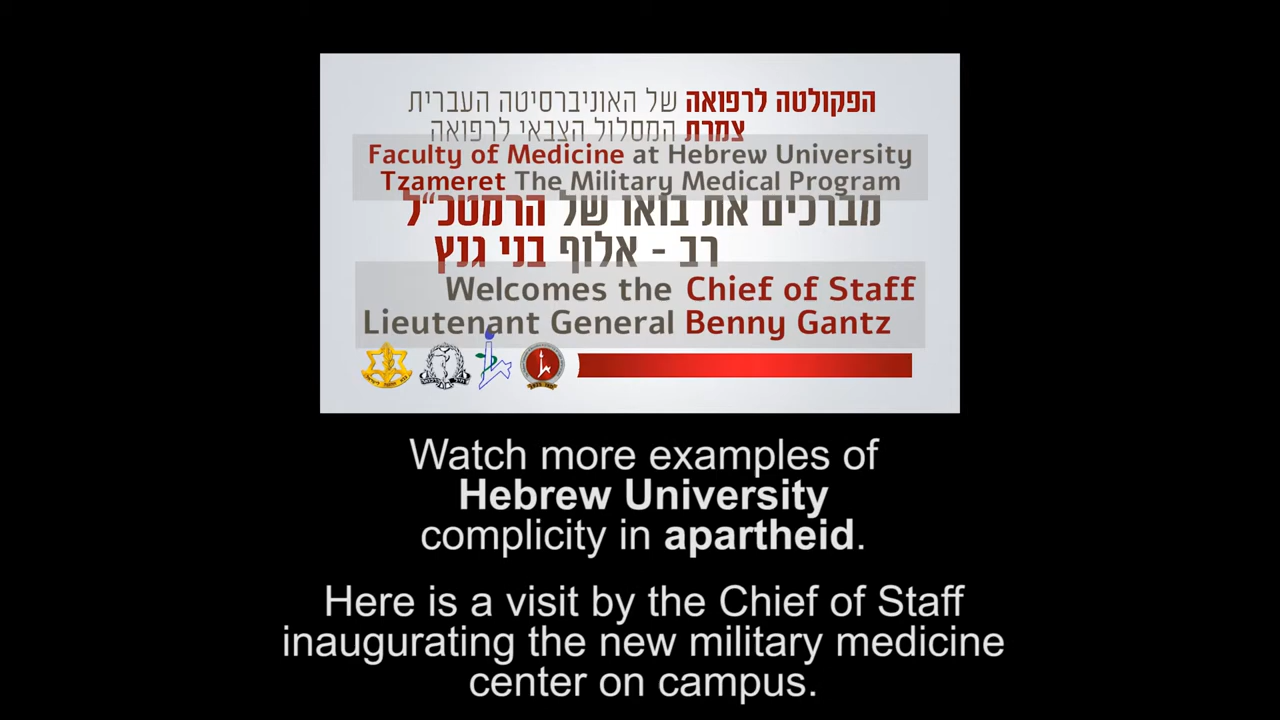 הפקולטה לרפואה של האוניברסיטה העברית
צמרת המסלול הצבאי לרפואה
Faculty of Medicine at Hebrew University
Tzameret The Military Medical Program
מברכים את בואו של הרמטכ"ל
רב - אלוף בני גנץ
Welcomes the Chief of Staff
Lieutenant General Benny Gantz
Watch more examples of
Hebrew University
complicity in apartheid.
Here is a visit by the Chief of Staff
inaugurating the new military medicine
center on campus.